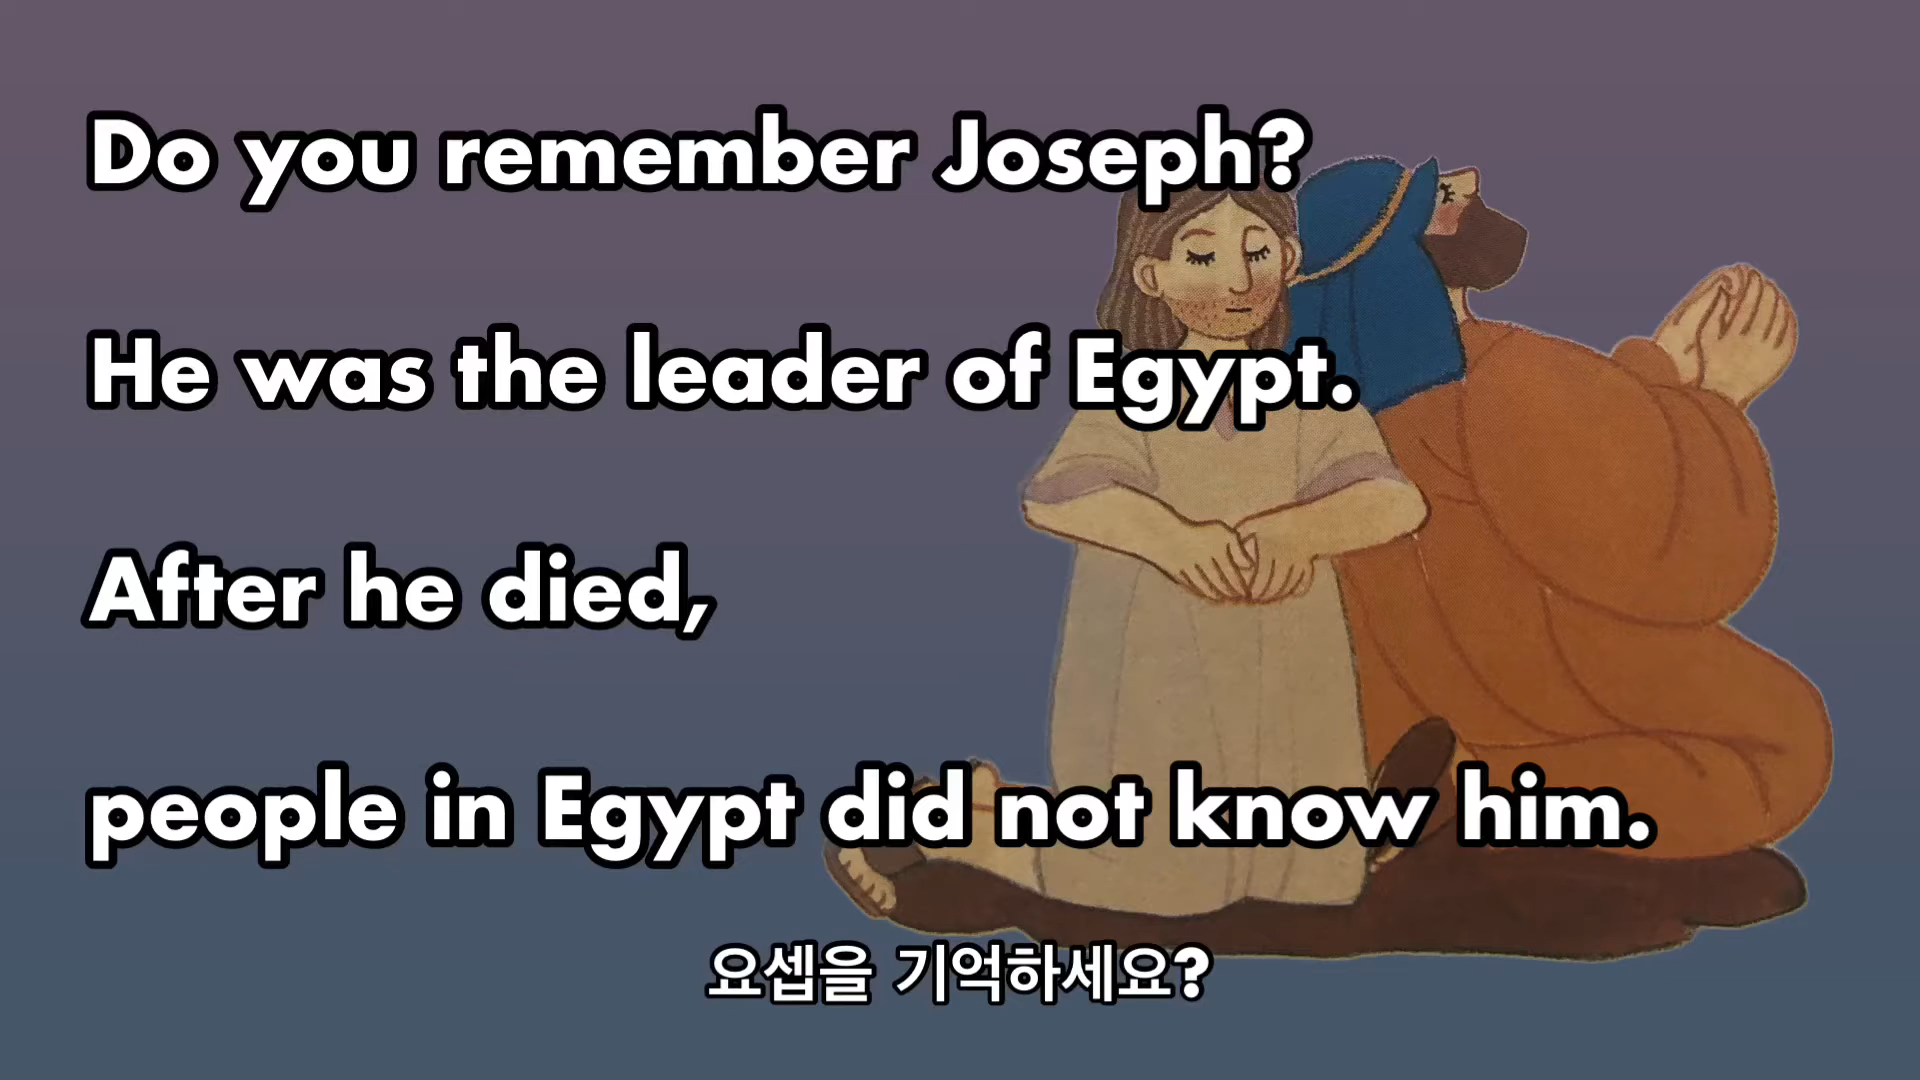 Do you remember Joseph?
He was the leader of Egypt.
After he died,
people in Egypt did not know him.
요셉을 기억하세요?